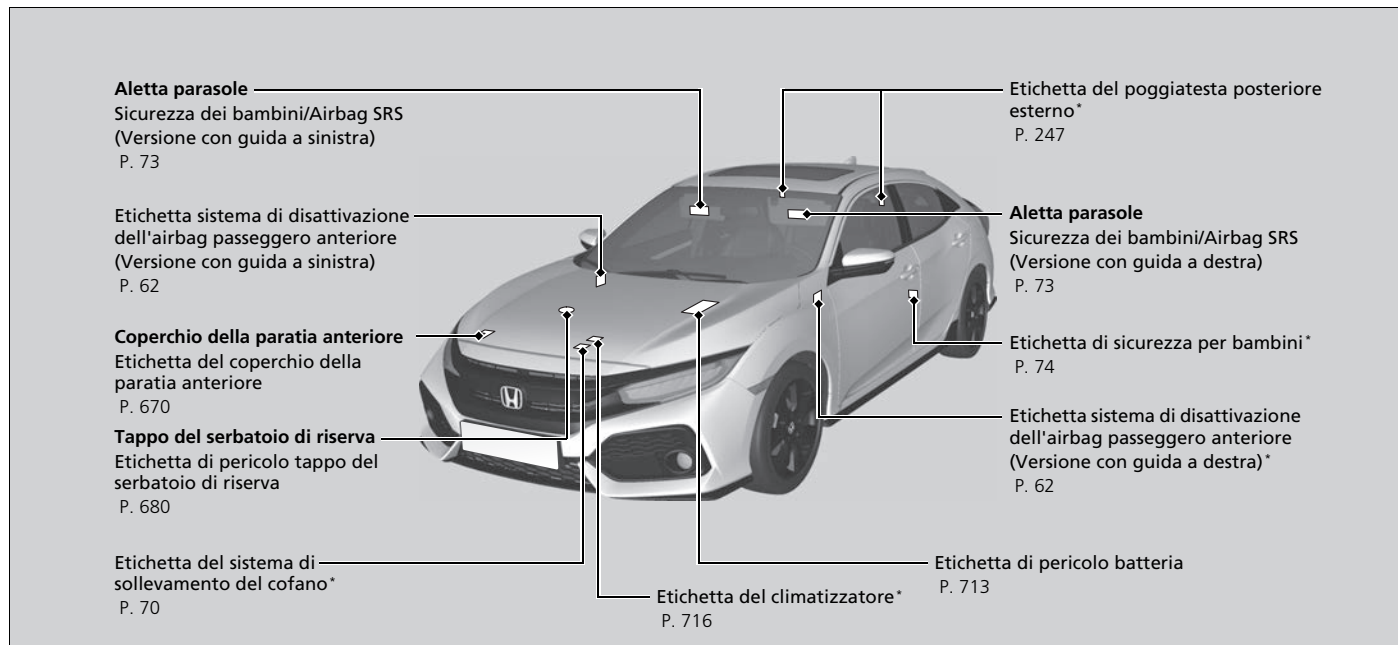 Aletta parasole
Sicurezza dei bambini/Airbag SRS
(Versione con guida a sinistra)
P. 73
Etichetta sistema di disattivazione
dell'airbag passeggero anteriore
(Versione con guida a sinistra)
P. 62
Coperchio della paratia anteriore
Etichetta del coperchio della
paratia anteriore
P. 670
Tappo del serbatoio di riserva
Etichetta di pericolo tappo del
serbatoio di riserva
P. 680
Etichetta del sistema di
sollevamento del cofano*
P. 70
Etichetta del climatizzatore*
P. 716
Etichetta di pericolo batteria
P. 713
Etichetta del poggiatesta posteriore
esterno*
P. 247
Aletta parasole
Sicurezza dei bambini/Airbag SRS
(Versione con guida a destra)
P. 73
Etichetta di sicurezza per bambini*
P. 74
Etichetta sistema di disattivazione
dell'airbag passeggero anteriore
(Versione con guida a destra)*
P. 62